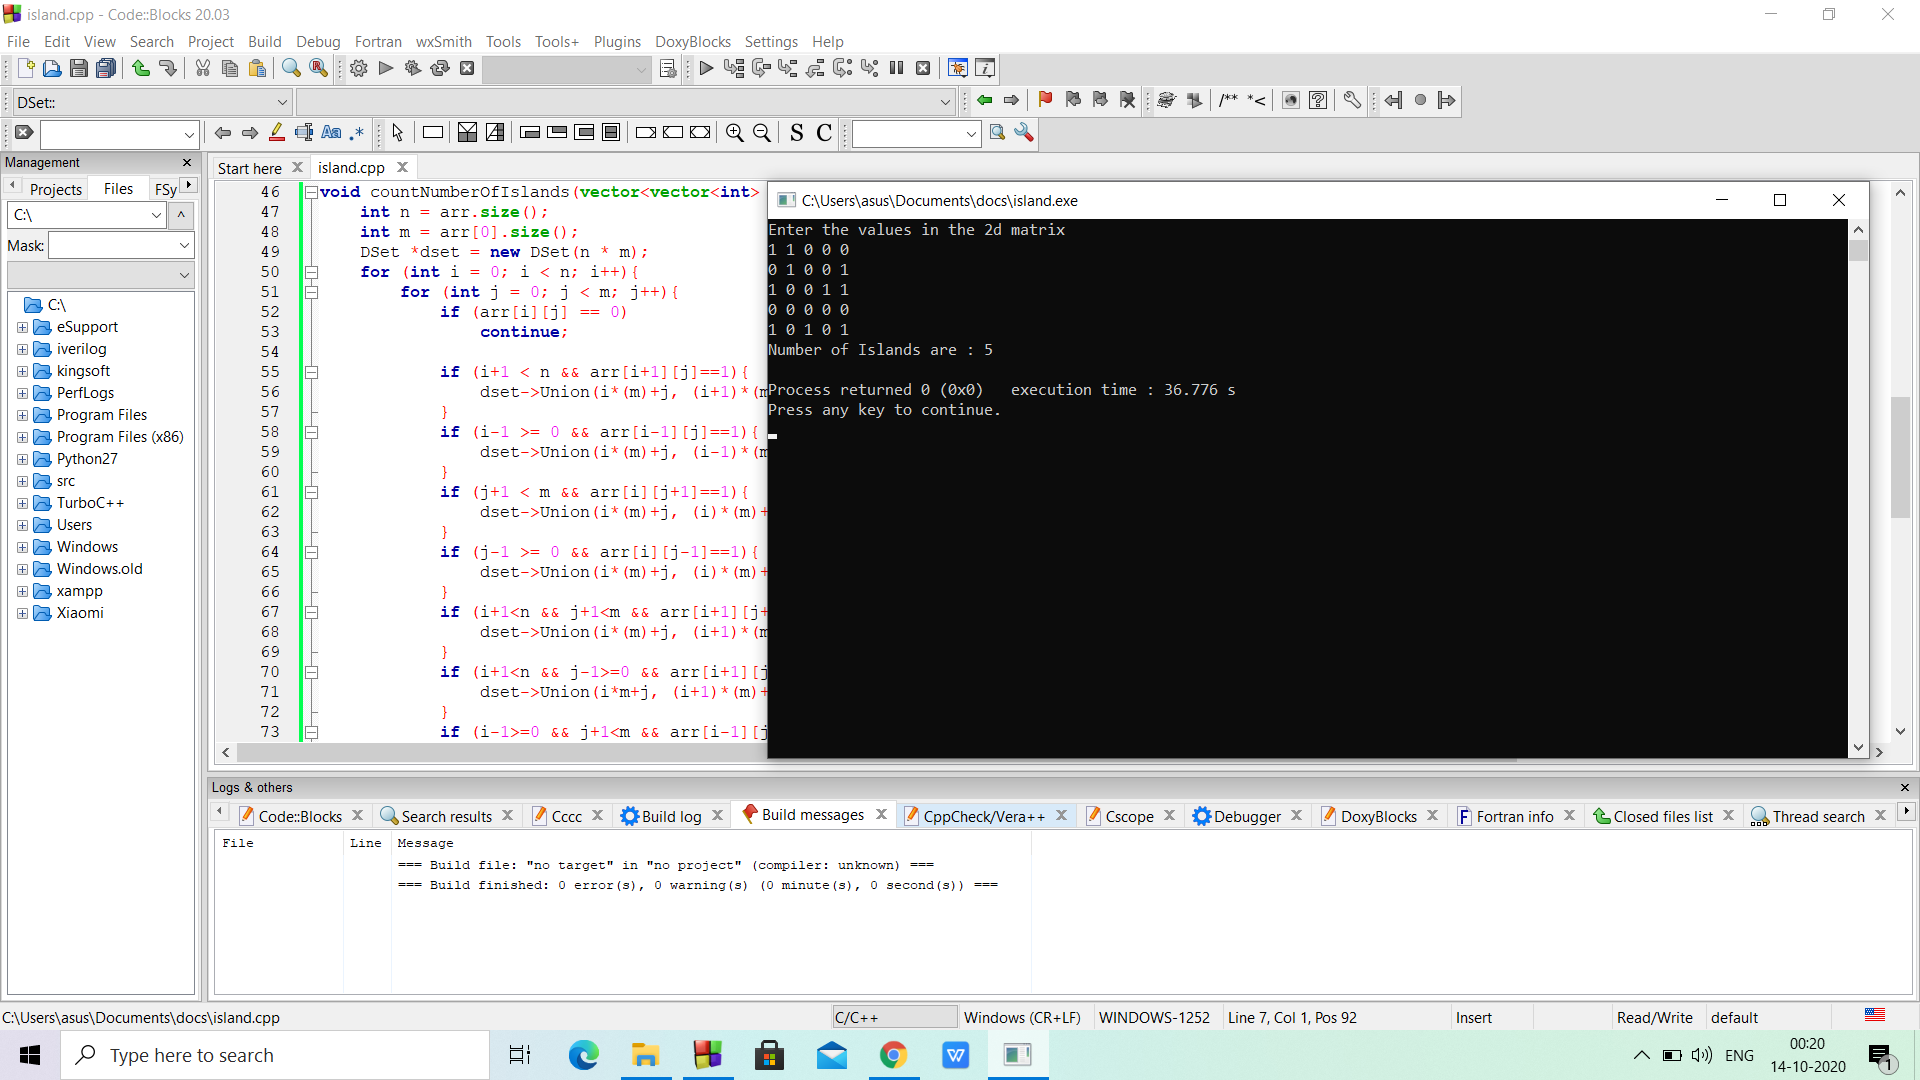 island.cpp - Code::Blocks 20.03
File Edit View Search Project Build Debug Fortran wxSmith Tools Tools+ Plugins DoxyBlocks Settings Help
DSet::
/** *<
Aa .*
S C
Management
Projects Files FSy
C:\
Mask:
C:\
eSupport
iverilog
kingsoft
PerfLogs
Program Files
Program Files (x86)
Python27
src
TurboC++
Users
Windows
Windows.old
xampp
Xiaomi
Start here island.cpp
46 void countNumberOfIslands(vector<vector<int>
47 int n = arr.size();
48 int m = arr[0].size();
49 DSet *dset = new DSet(n * m);
50 for (int i = 0; i < n; i++){
51 for (int j = 0; j < m; j++){
52 if (arr[i][j] == 0)
53 continue;
54
55 if (i+1 < n && arr[i+1][j]==1){
56 dset->Union(i*(m)+j, (i+1)*(m
57 }
58 if (i-1 >= 0 && arr[i-1][j]==1){
59 dset->Union(i*(m)+j, (i-1)*(m
60 }
61 if (j+1 < m && arr[i][j+1]==1){
62 dset->Union(i*(m)+j, (i)*(m)+
63 }
64 if (j-1 >= 0 && arr[i][j-1]==1){
65 dset->Union(i*(m)+j, (i)*(m)+
66 }
67 if (i+1<n && j+1<m && arr[i+1][j+
68 dset->Union(i*(m)+j, (i+1)*(m
69 }
70 if (i+1<n && j-1>=0 && arr[i+1][j
71 dset->Union(i*m+j, (i+1)*(m)+
72 }
73 if (i-1>=0 && j+1<m && arr[i-1][j
C:\Users\asus\Documents\docs\island.exe
Enter the values in the 2d matrix
1 1 0 0 0
0 1 0 0 1
1 0 0 1 1
0 0 0 0 0
1 0 1 0 1
Number of Islands are : 5
Process returned 0 (0x0)   execution time : 36.776 s
Press any key to continue.
Logs & others
Code::Blocks Search results Cccc Build log Build messages CppCheck/Vera++ Cscope Debugger DoxyBlocks Fortran info Closed files list Thread search
File Line Message
=== Build file: "no target" in "no project" (compiler: unknown) ===
=== Build finished: 0 error(s), 0 warning(s) (0 minute(s), 0 second(s)) ===
C:\Users\asus\Documents\docs\island.cpp C/C++ Windows (CR+LF) WINDOWS-1252 Line 7, Col 1, Pos 92 Insert Read/Write default
Type here to search
ENG
00:20
14-10-2020
1